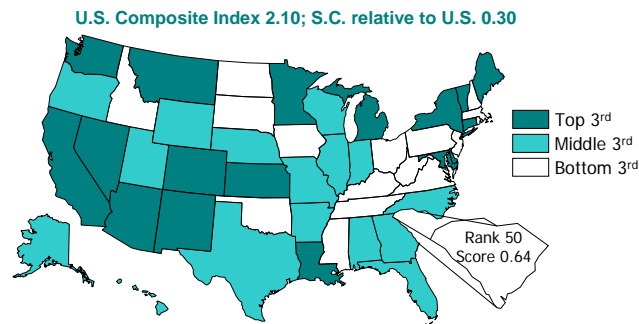 U.S. Composite Index 2.10; S.C. relative to U.S. 0.30
Top 3rd
Middle 3rd
Bottom 3rd
Rank 50
Score 0.64